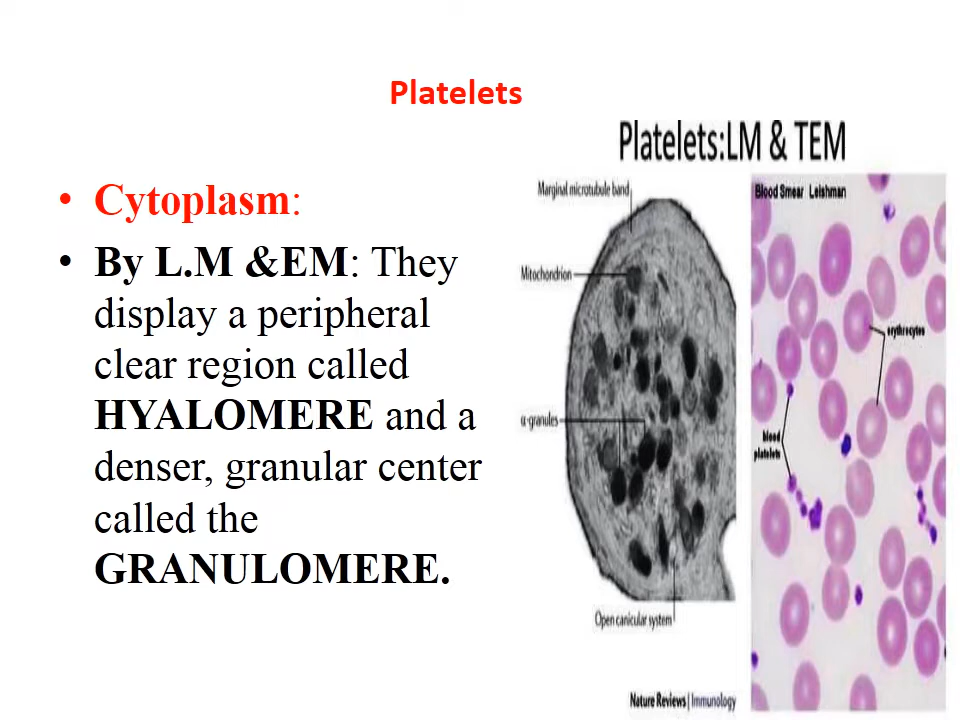 Platelets
Platelets:LM & TEM
• Cytoplasm:
• By L.M &EM: They
display a peripheral
clear region called
HYALOMERE and a
denser, granular center
called the
GRANULOMERE.
Marginal microtubule band
Mitochondrion
α-granules
Open canicular system
Nature Reviews | Immunology
Blood Smear Leishman
erythrocytes
blood
platelets